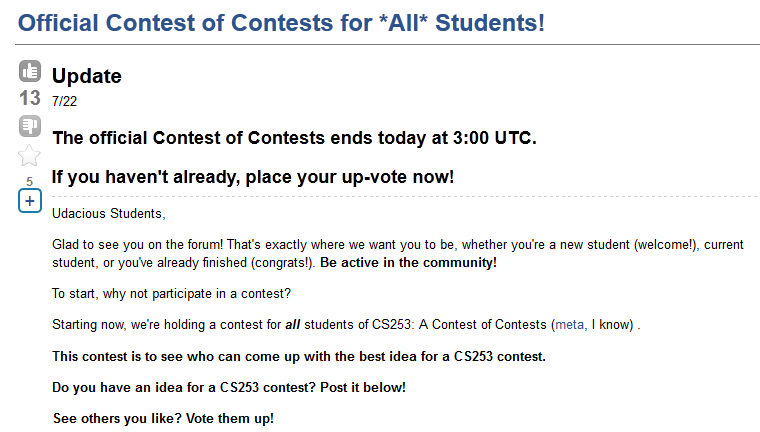 Official Contest of Contests for *All* Students!
Update
13
7/22
The official Contest of Contests ends today at 3:00 UTC.
5
If you haven't already, place your up-vote now!
+
Udacious Students,
Glad to see you on the forum! That's exactly where we want you to be, whether you're a new student (welcome!), current
student, or you've already finished (congrats!). Be active in the community!
To start, why not participate in a contest?
Starting now, we're holding a contest for all students of CS253: A Contest of Contests (meta, I know) .
This contest is to see who can come up with the best idea for a CS253 contest.
Do you have an idea for a CS253 contest? Post it below!
See others you like? Vote them up!